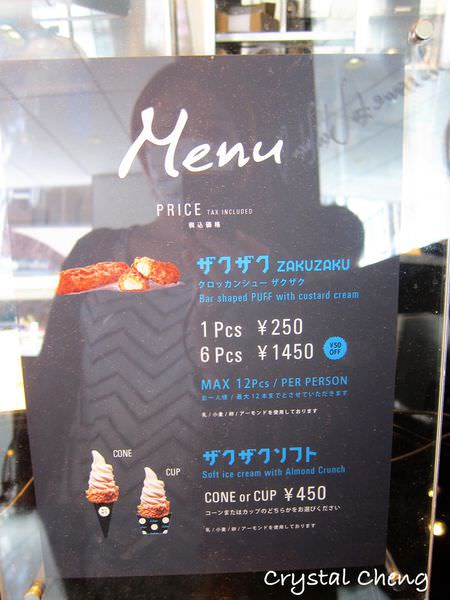 Menu
PRICE TAX INCLUDED
税込価格
ザクザク ZAKUZAKU
クロッカンシュー ザクザク
Bar shaped PUFF with custard cream
1 Pcs ¥250
6 Pcs ¥1450 ¥50 OFF
MAX 12Pcs / PER PERSON
お一人様 / 最大12本までとさせていただきます
乳 / 小麦 / 卵 / アーモンドを使用しております
CONE
CUP
ザクザクソフト
Soft ice cream with Almond Crunch
CONE or CUP ¥450
コーンまたはカップのどちらかをお選びください
乳 / 小麦 / 卵 / アーモンドを使用しております
Crystal Cheng